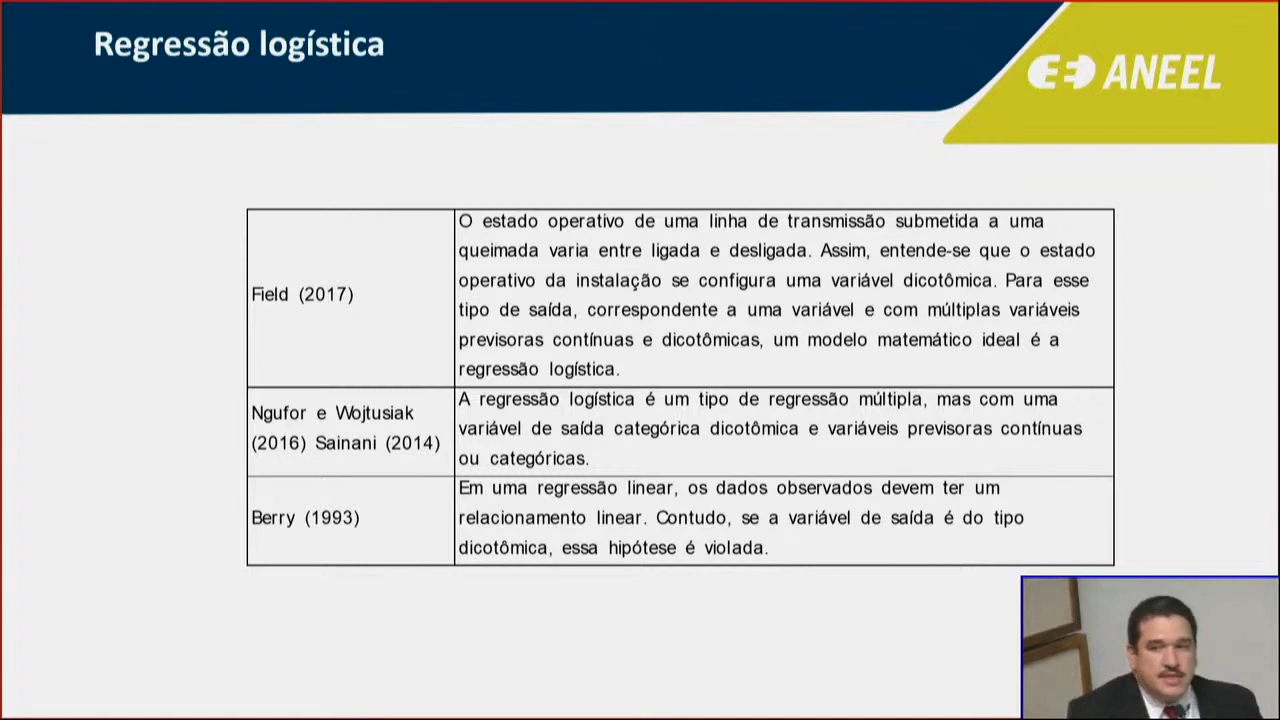 Regressão logística
ANEEL
Field (2017)
O estado operativo de uma linha de transmissão submetida a uma
queimada varia entre ligada e desligada. Assim, entende-se que o estado
operativo da instalação se configura uma variável dicotômica. Para esse
tipo de saída, correspondente a uma variável e com múltiplas variáveis
previsoras contínuas e dicotômicas, um modelo matemático ideal é a
regressão logística.
Ngufor e Wojtusiak
(2016) Sainani (2014)
A regressão logística é um tipo de regressão múltipla, mas com uma
variável de saída categórica dicotômica e variáveis previsoras contínuas
ou categóricas.
Berry (1993)
Em uma regressão linear, os dados observados devem ter um
relacionamento linear. Contudo, se a variável de saída é do tipo
dicotômica, essa hipótese é violada.